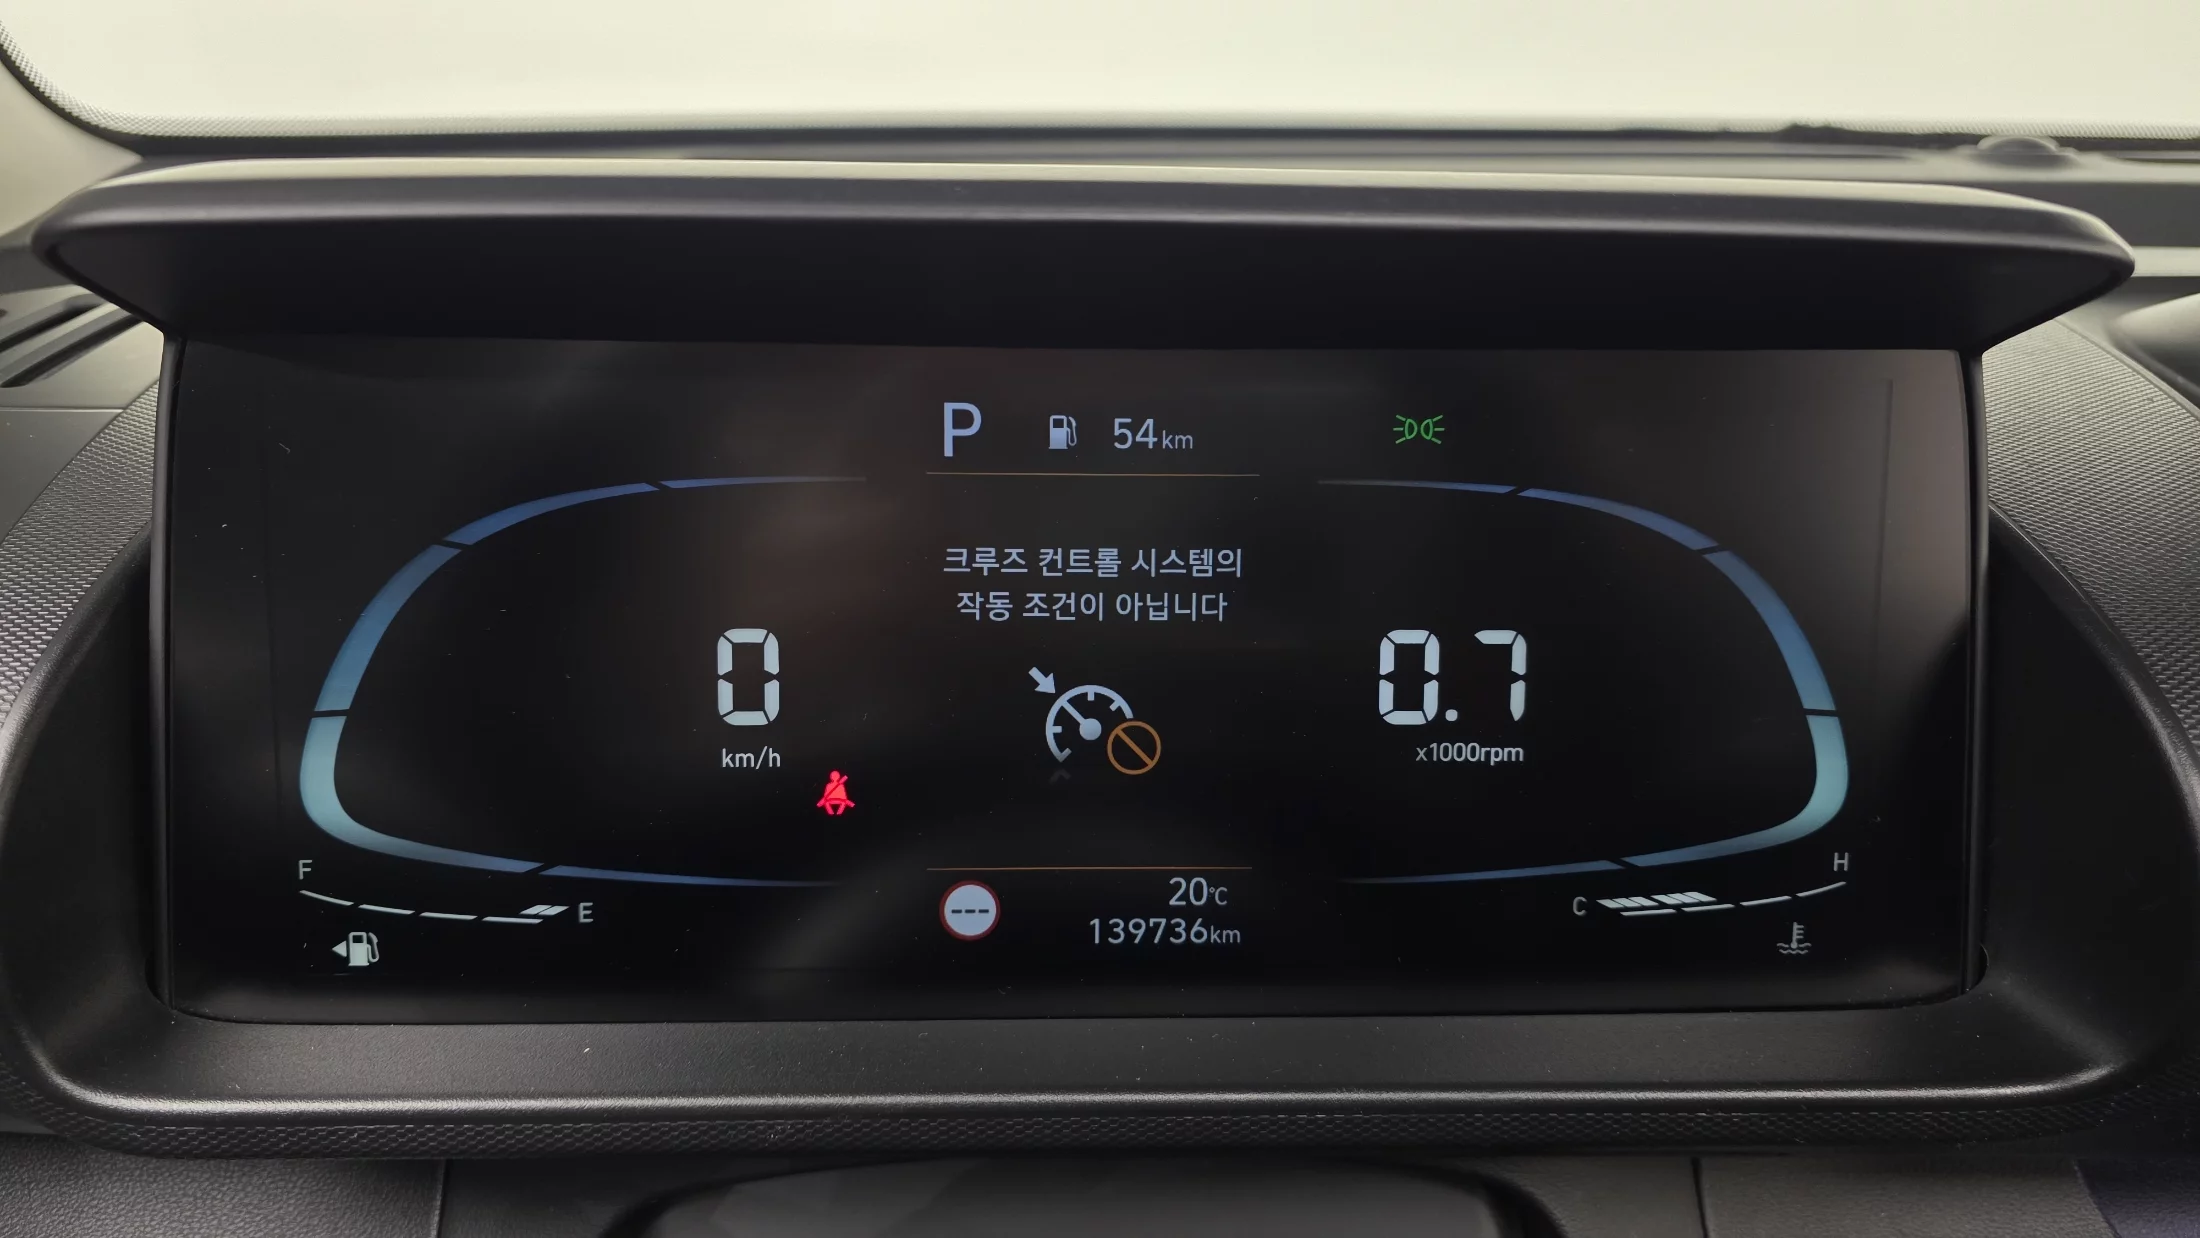 P 54km
크루즈 컨트롤 시스템의
작동 조건이 아닙니다
0
km/h
0.7
x1000rpm
F
E
C
H
---
20°C
139736km